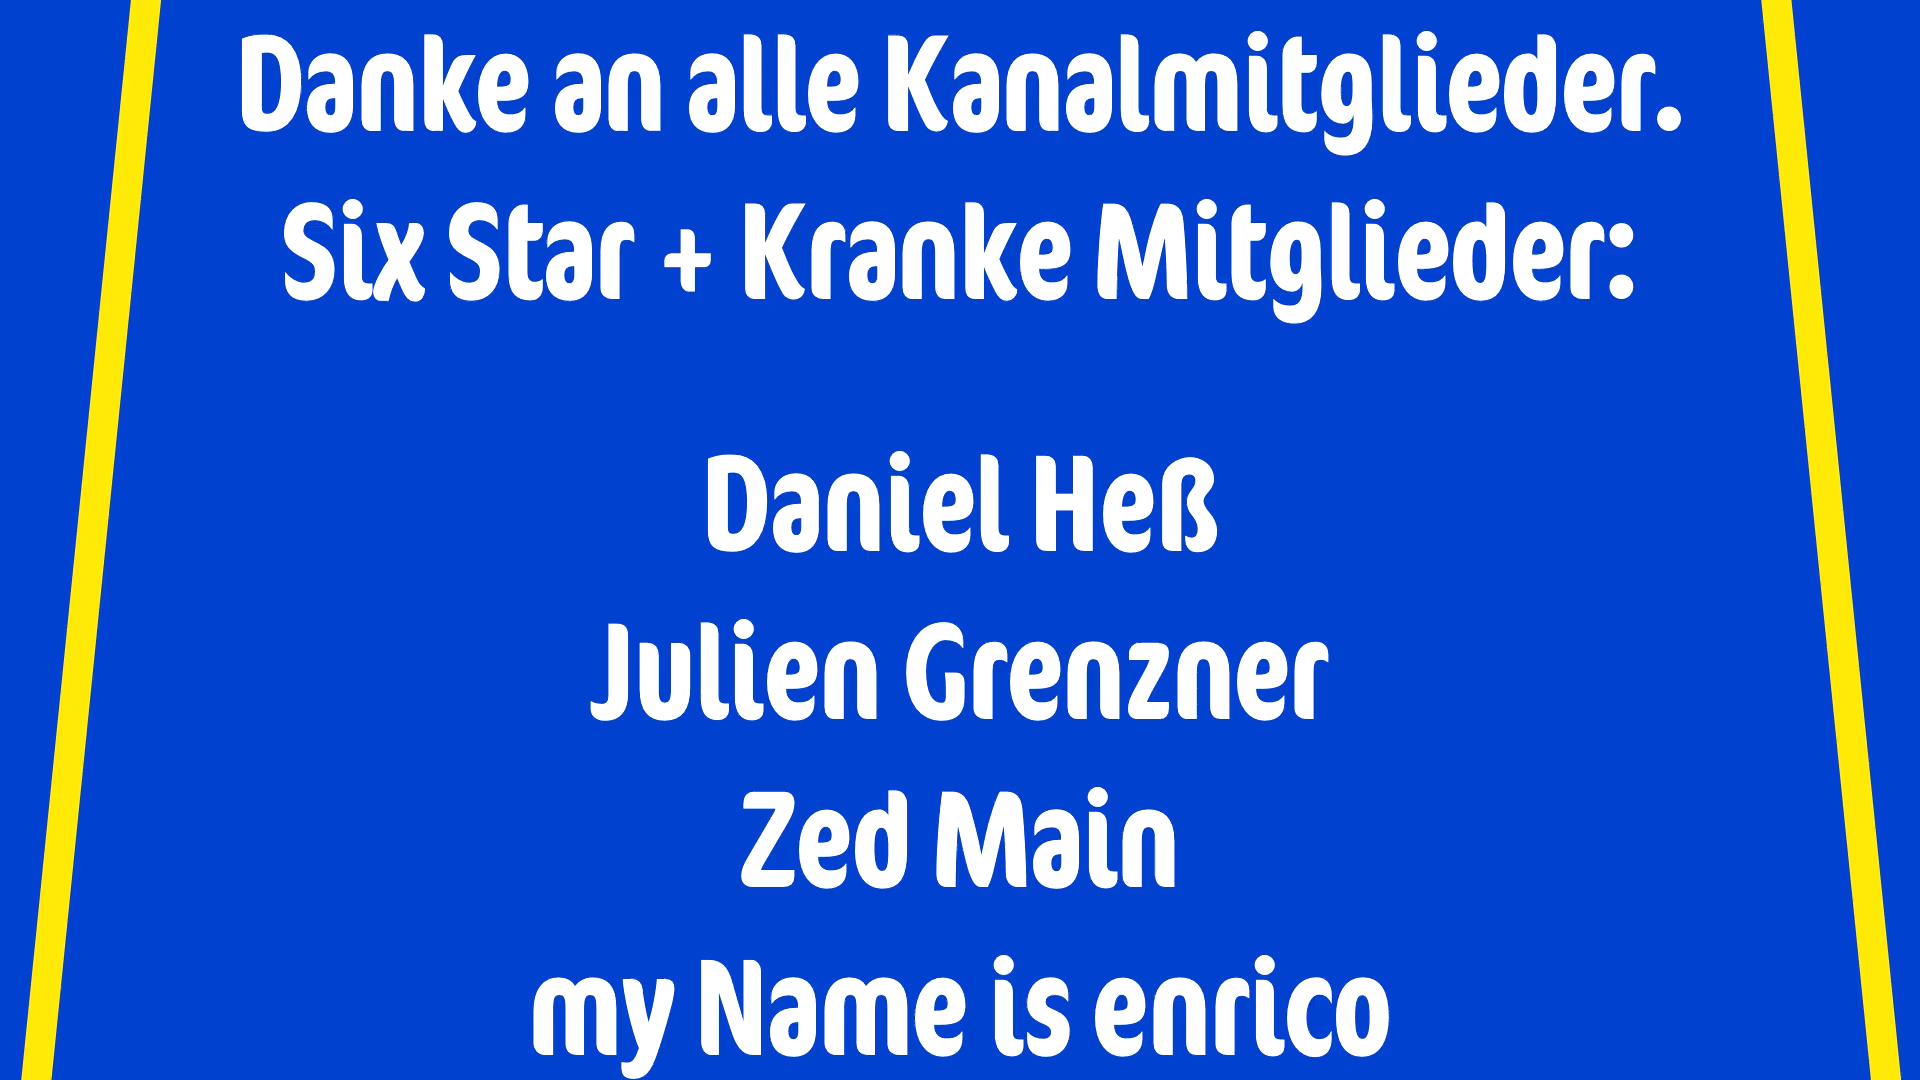 Danke an alle Kanalmitglieder.
Six Star + Kranke Mitglieder:
Daniel Heß
Julien Grenzner
Zed Main
my Name is enrico